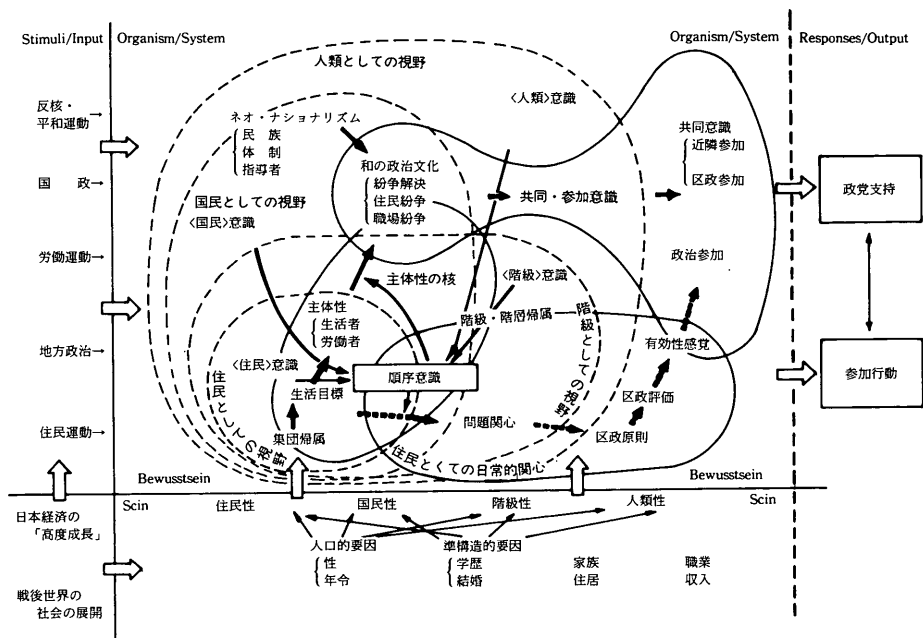 Stimuli/Input
Organism/System
Organism/System
Responses/Output
人類としての視野
〈人類〉意識
反核・
平和運動
ネオ・ナショナリズム
民　族
体　制
指導者
共同意識
近隣参加
区政参加
和の政治文化
紛争解決
住民紛争
職場紛争
国　政
共同・参加意識
政党支持
国民としての視野
〈国民〉意識
労働運動
政治参加
主体性の核
〈階級〉意識
主体性
生活者
労働者
階級・階層帰属
階級としての視野
有効性感覚
地方政治
〈住民〉意識
順序意識
参加行動
生活目標
区政評価
住民としての視野
問題関心
区政原則
住民運動
集団帰属
住民とくての日常的関心
Bewusstsein
Bewusstsein
Scin
住民性
国民性
階級性
人類性
Scin
日本経済の
「高度成長」
人口的要因
性
年令
準構造的要因
学歴
結婚
家族
住居
職業
収入
戦後世界の
社会の展開